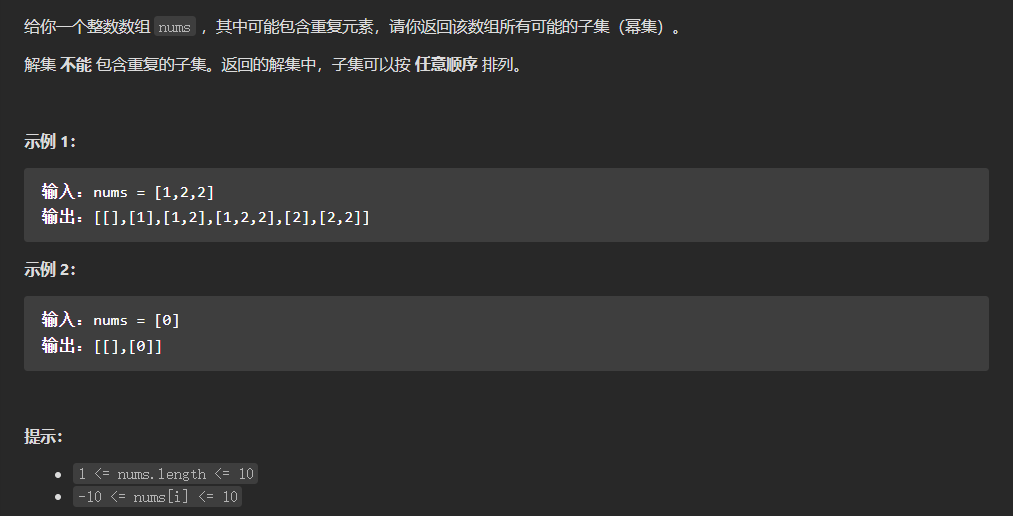 给你一个整数数组 nums ，其中可能包含重复元素，请你返回该数组所有可能的子集（幂集）。
解集 不能 包含重复的子集。返回的解集中，子集可以按 任意顺序 排列。
示例 1：
输入：nums = [1,2,2]
输出：[[],[1],[1,2],[1,2,2],[2],[2,2]]
示例 2：
输入：nums = [0]
输出：[[],[0]]
提示：
1 <= nums.length <= 10
-10 <= nums[i] <= 10